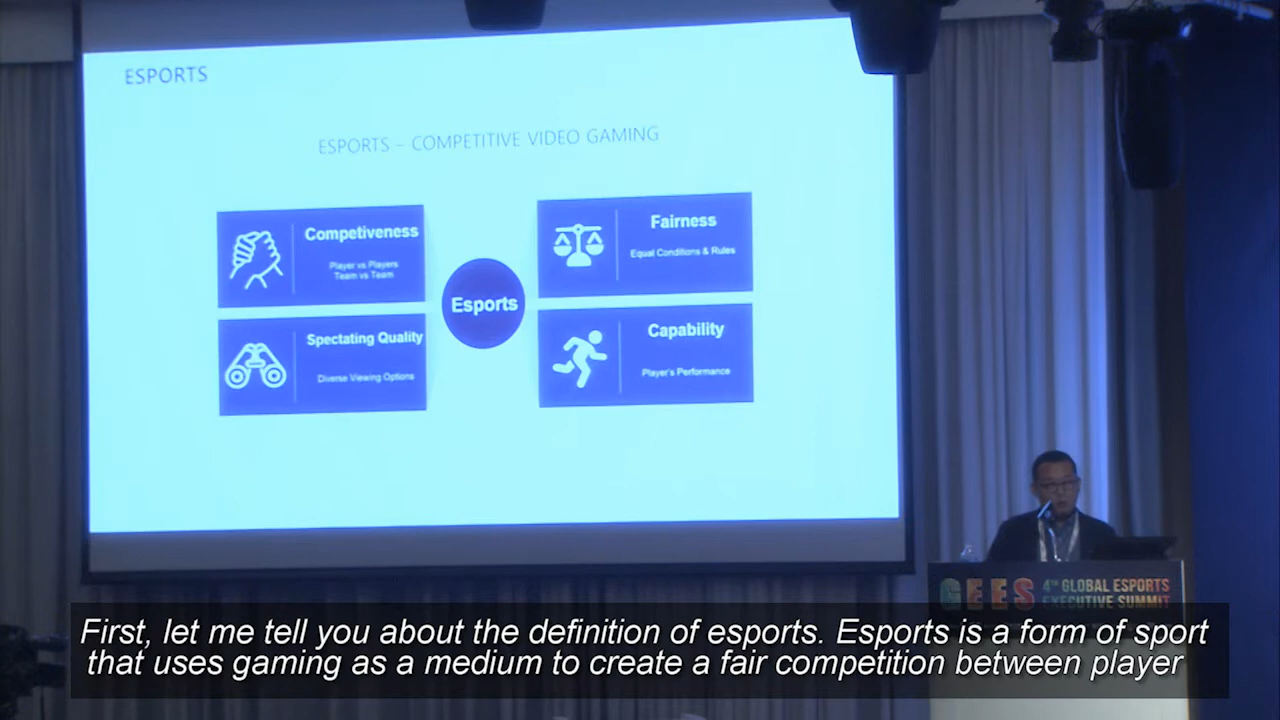 ESPORTS
ESPORTS – COMPETITIVE VIDEO GAMING
Competiveness
Player vs Players
Team vs Team
Spectating Quality
Diverse Viewing Options
Esports
Fairness
Equal Conditions & Rules
Capability
Player's Performance
GEES 4TH GLOBAL ESPORTS
EXECUTIVE SUMMIT
First, let me tell you about the definition of esports. Esports is a form of sport
that uses gaming as a medium to create a fair competition between player